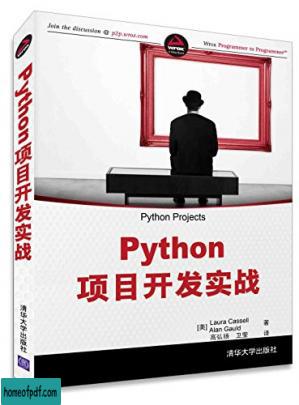 Join the discussion @ p2p.wrox.com
wrox
Wrox Programmer to Programmer™
Python Projects
Python
项目开发实战
[美] Laura Cassell
Alan Gauld 著
高弘扬 卫莹 译
清华大学出版社
Python项目开发实战
清华大学出版社
homeofpdf.com